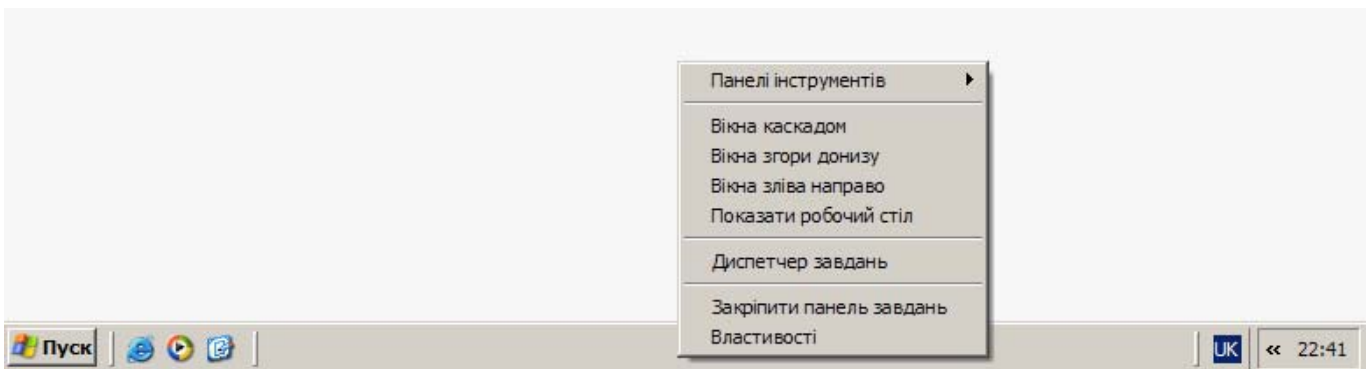 Панелі інструментів
Вікна каскадом
Вікна згори донизу
Вікна зліва направо
Показати робочий стіл
Диспетчер завдань
Закріпити панель завдань
Властивості
Пуск UK « 22:41